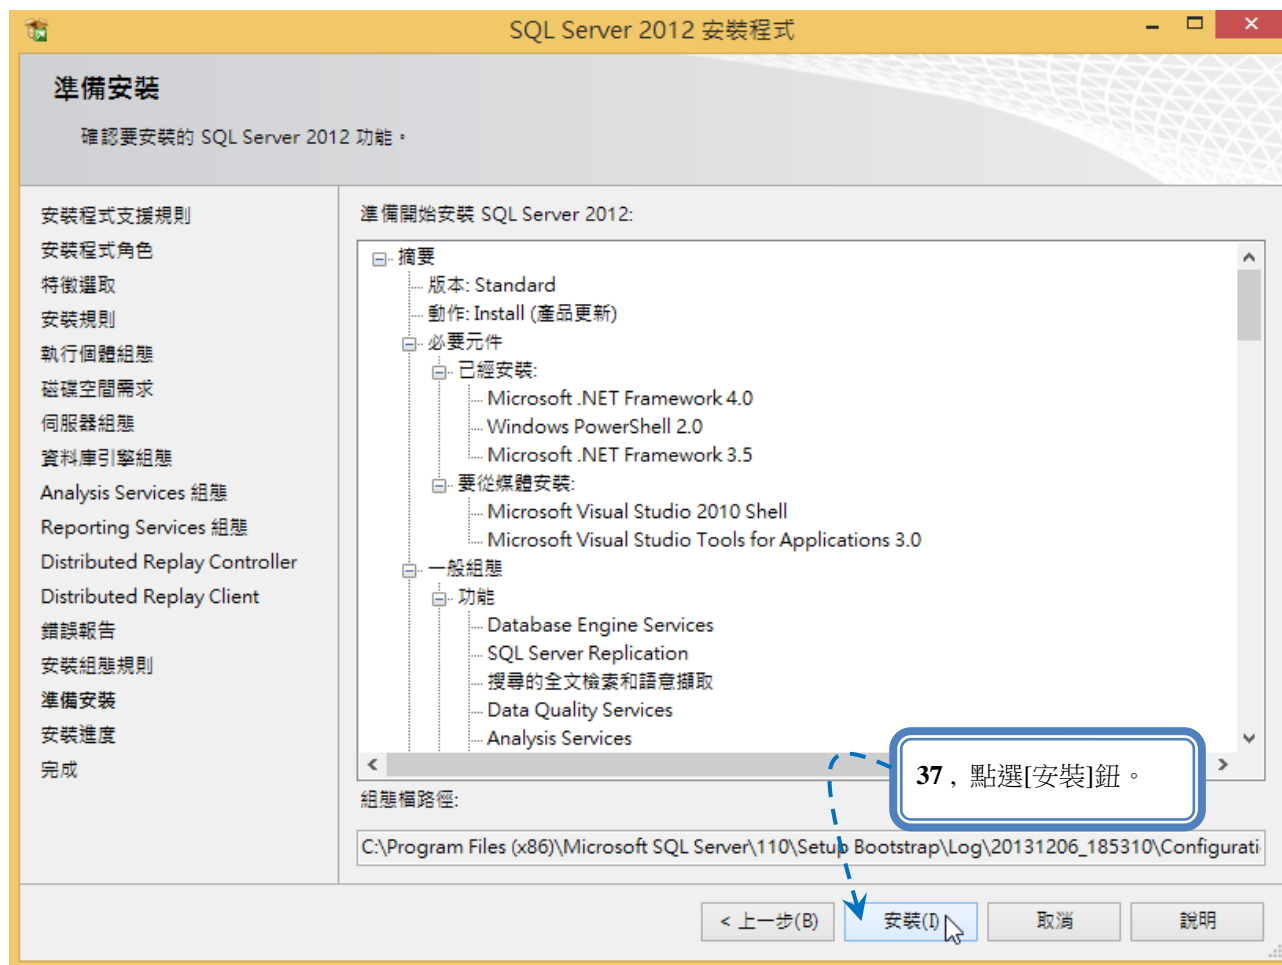 SQL Server 2012 安裝程式
準備安裝
確認要安裝的 SQL Server 2012 功能。
安裝程式支援規則
安裝程式角色
特徵選取
安裝規則
執行個體組態
磁碟空間需求
伺服器組態
資料庫引擎組態
Analysis Services 組態
Reporting Services 組態
Distributed Replay Controller
Distributed Replay Client
錯誤報告
安裝組態規則
準備安裝
安裝進度
完成
準備開始安裝 SQL Server 2012:
摘要
版本: Standard
動作: Install (產品更新)
必要元件
已經安裝:
Microsoft .NET Framework 4.0
Windows PowerShell 2.0
Microsoft .NET Framework 3.5
要從媒體安裝:
Microsoft Visual Studio 2010 Shell
Microsoft Visual Studio Tools for Applications 3.0
一般組態
功能
Database Engine Services
SQL Server Replication
搜尋的全文檢索和語意擷取
Data Quality Services
Analysis Services
37，點選[安裝]鈕。
組態檔路徑:
C:\Program Files (x86)\Microsoft SQL Server\110\Setup Bootstrap\Log\20131206_185310\Configurati
< 上一步(B)
安裝(I)
取消
說明